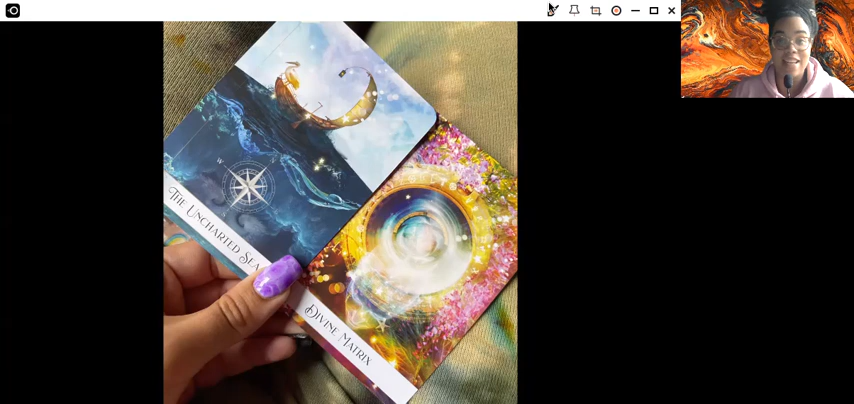 THE UNCHARTED SEA
DIVINE MATRIX